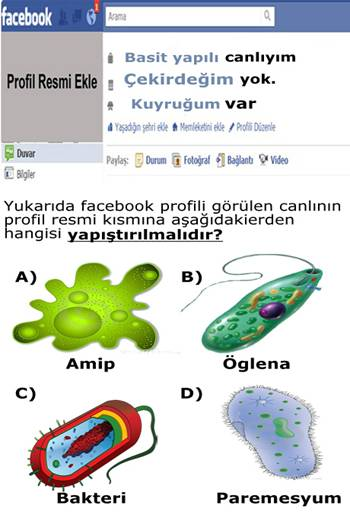 facebook
1
Arama
Profil Resmi Ekle
Basit yapılı canlıyım
Çekirdeğim yok.
Kuyruğum var
Yaşadığın şehri ekle Memleketini ekle Profili Düzenle
Duvar
Paylaş: Durum Fotoğraf Bağlantı Video
Bilgiler
Yukarıda facebook profili görülen canlının
profil resmi kısmına aşağıdakierden
hangisi yapıştırılmalıdır?
A) B)
Amip Öglena
C) D)
Bakteri Paremesyum